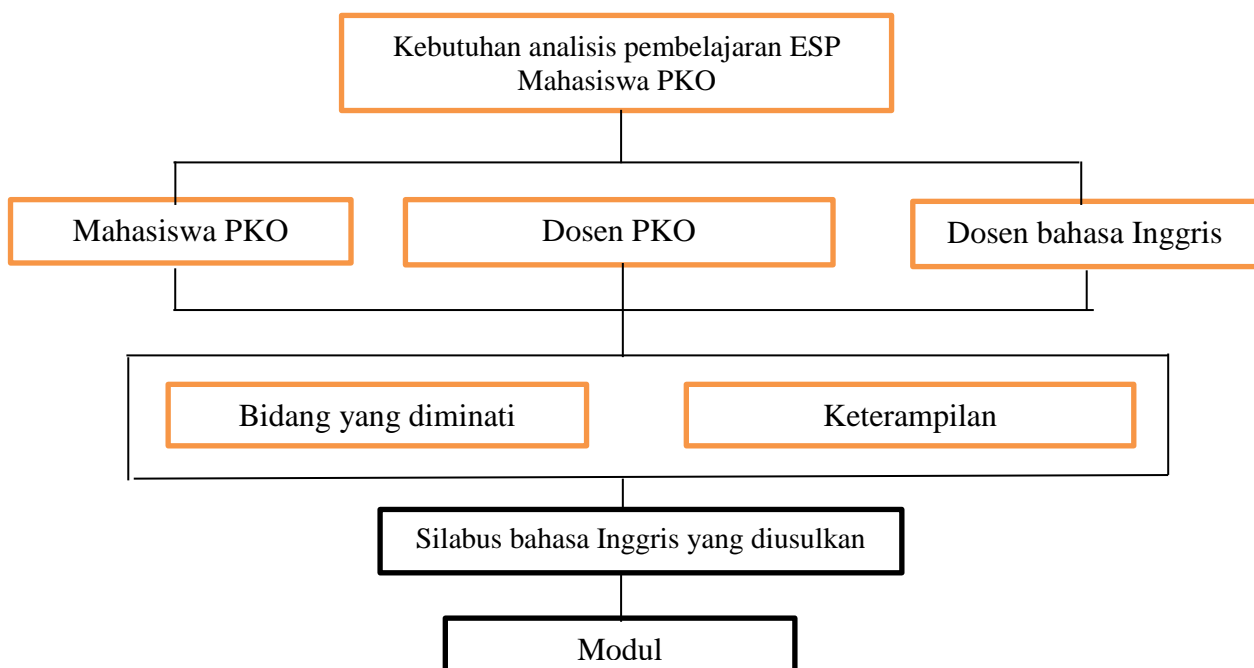 Kebutuhan analisis pembelajaran ESP
Mahasiswa PKO
Mahasiswa PKO
Dosen PKO
Dosen bahasa Inggris
Bidang yang diminati
Keterampilan
Silabus bahasa Inggris yang diusulkan
Modul